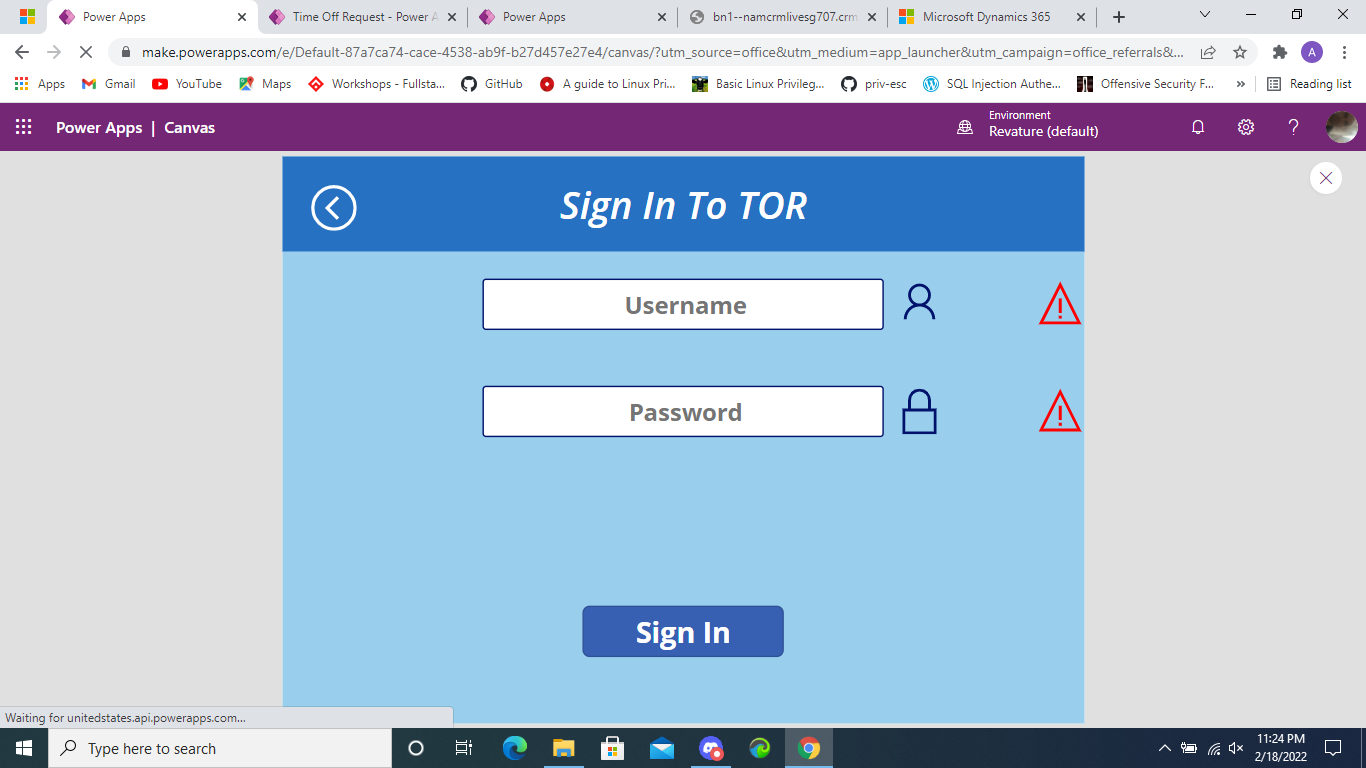 Power Apps
Time Off Request - Power A
Power Apps
bn1--namcrmlivesg707.crm.
Microsoft Dynamics 365
make.powerapps.com/e/Default-87a7ca74-cace-4538-ab9f-b27d457e27e4/canvas/?utm_source=office&utm_medium=app_launcher&utm_campaign=office_referrals&...
A
Apps
Gmail
YouTube
Maps
Workshops - Fullsta...
GitHub
A guide to Linux Pri...
Basic Linux Privileg...
priv-esc
SQL Injection Authe...
Offensive Security F...
»
Reading list
Power Apps | Canvas
Environment
Revature (default)
?
Sign In To TOR
Username
Password
Sign In
Waiting for unitedstates.api.powerapps.com...
Type here to search
11:24 PM
2/18/2022